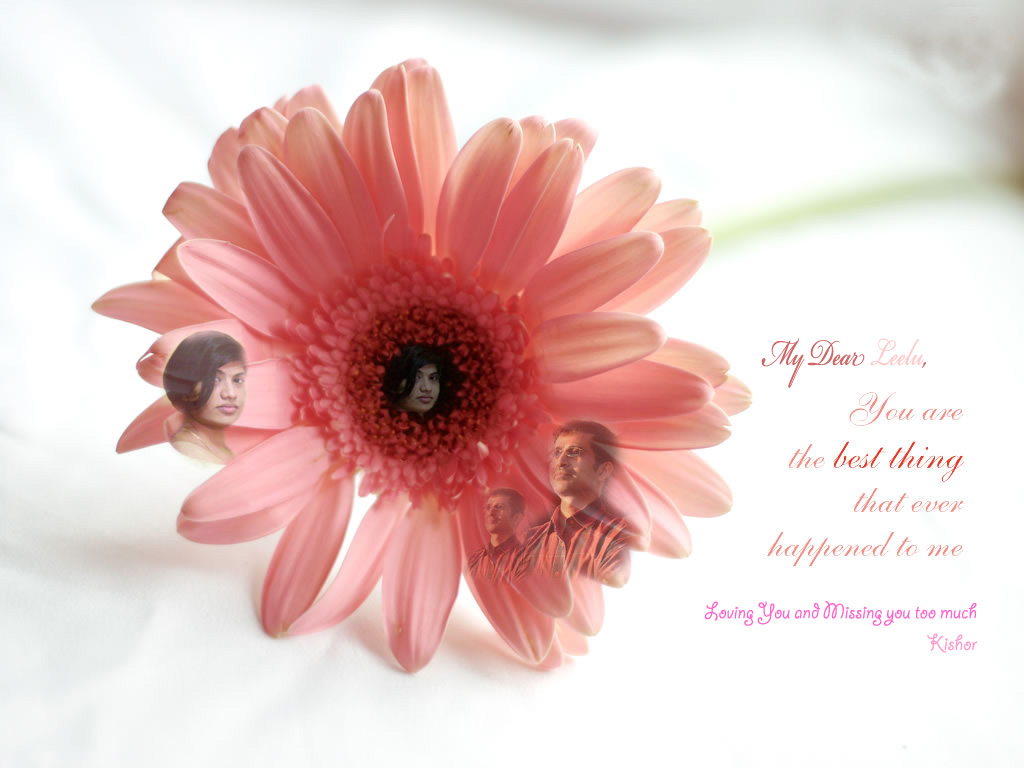 My Dear Leelu,
You are
the best thing
that ever
happened to me
Loving You and Missing you too much
Kishor